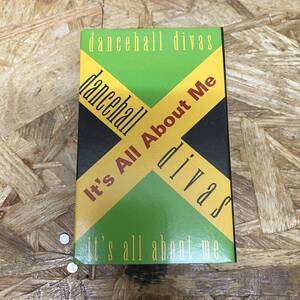 dancehall divas
dancehall
It's All About Me
divas
it's all about me